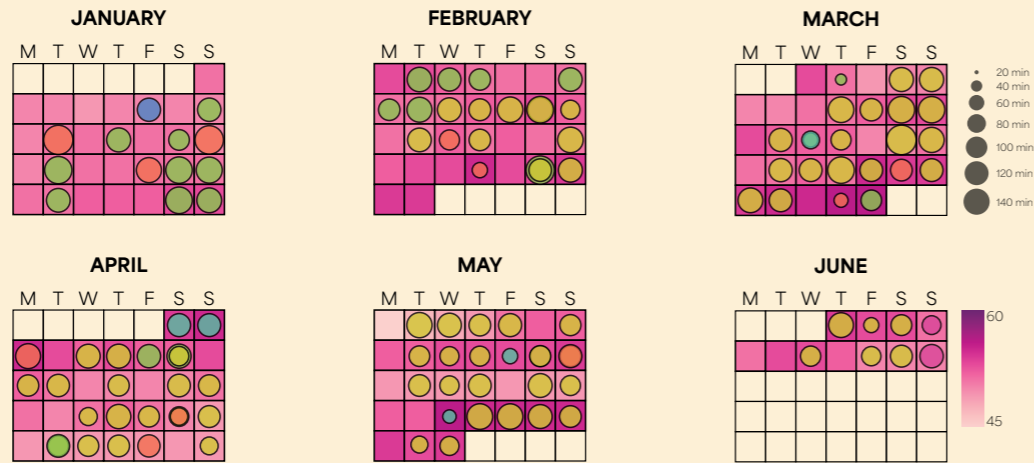 JANUARY
M T W T F S S
FEBRUARY
M T W T F S S
MARCH
M T W T F S S
20 min
40 min
60 min
80 min
100 min
120 min
140 min
APRIL
M T W T F S S
MAY
M T W T F S S
JUNE
M T W T F S S
60
45